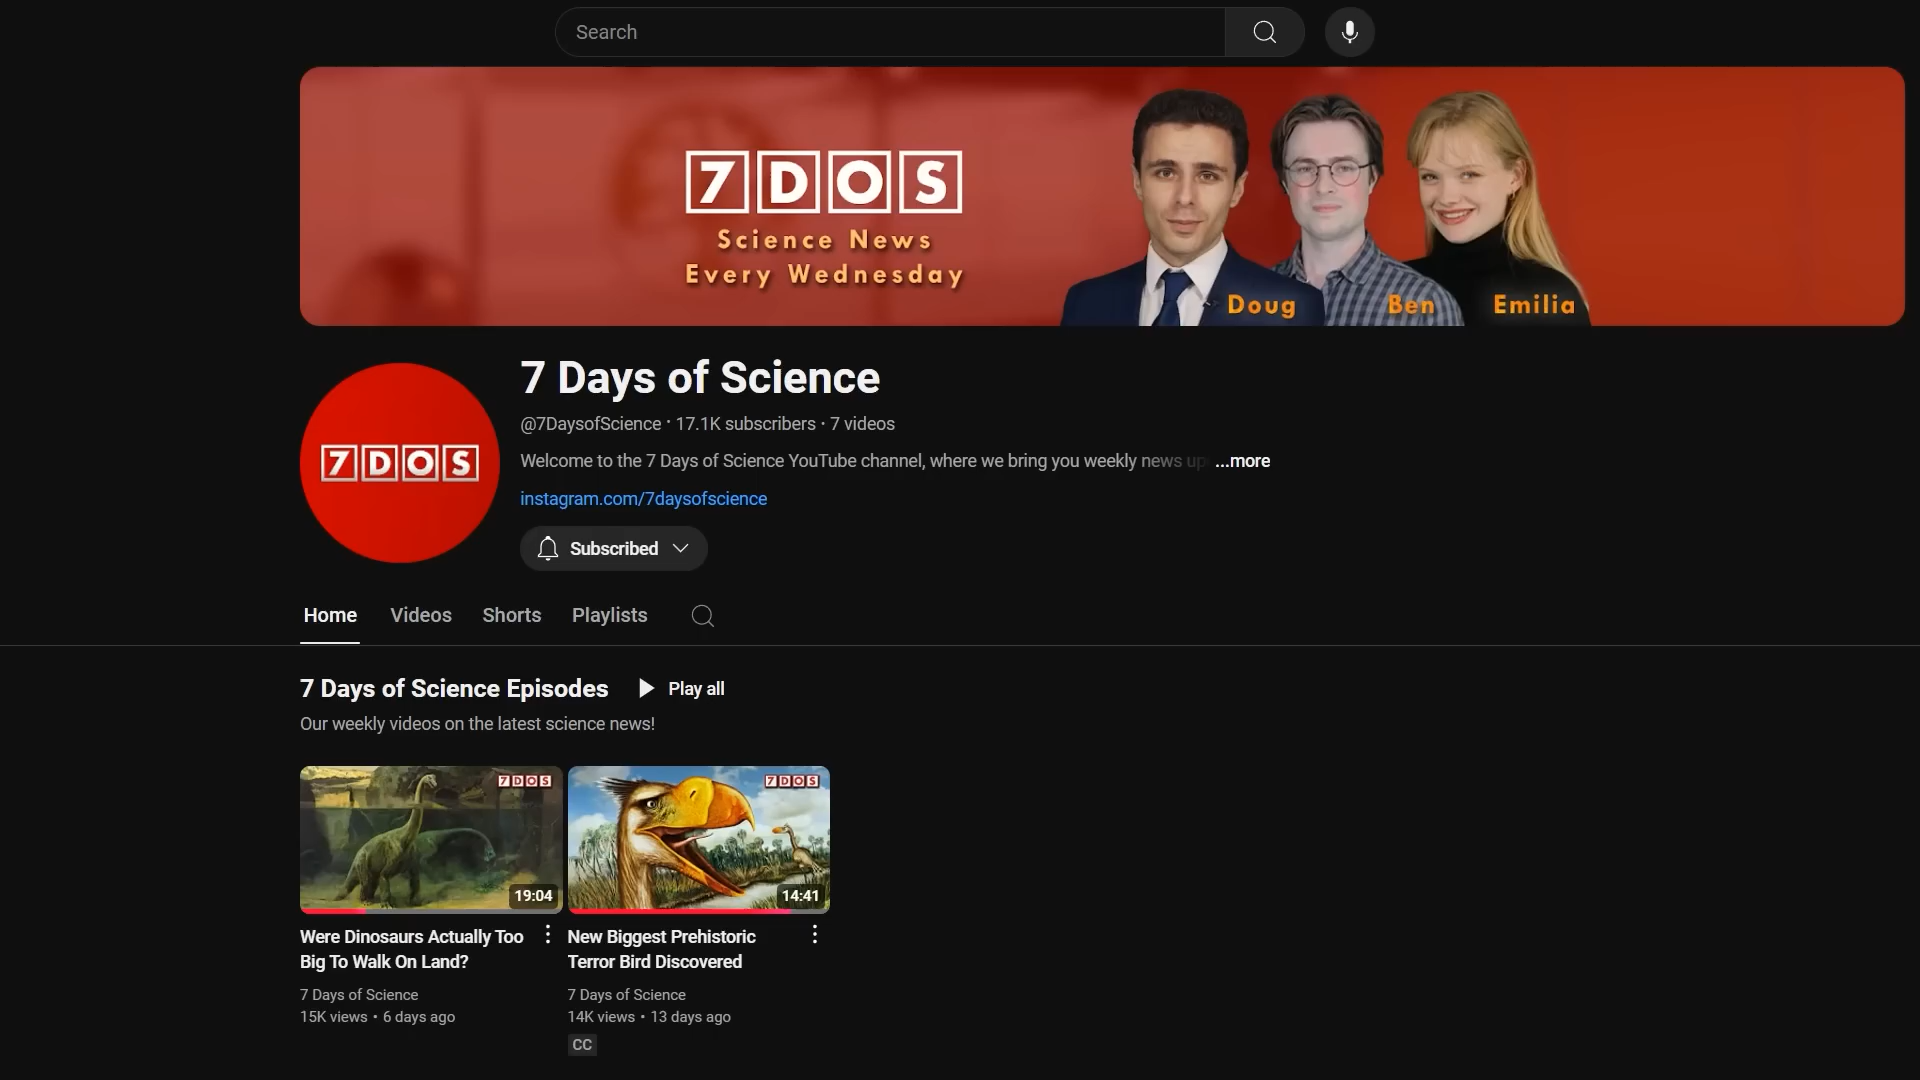 Search
7 D O S
Science News
Every Wednesday
Doug
Ben
Emilia
7 D O S
7 Days of Science
@7DaysofScience • 17.1K subscribers • 7 videos
Welcome to the 7 Days of Science YouTube channel, where we bring you weekly news up ...more
instagram.com/7daysofscience
Subscribed
Home Videos Shorts Playlists
7 Days of Science Episodes Play all
Our weekly videos on the latest science news!
7 D O S
19:04
7 D O S
14:41
Were Dinosaurs Actually Too
Big To Walk On Land?
7 Days of Science
15K views • 6 days ago
New Biggest Prehistoric
Terror Bird Discovered
7 Days of Science
14K views • 13 days ago
CC